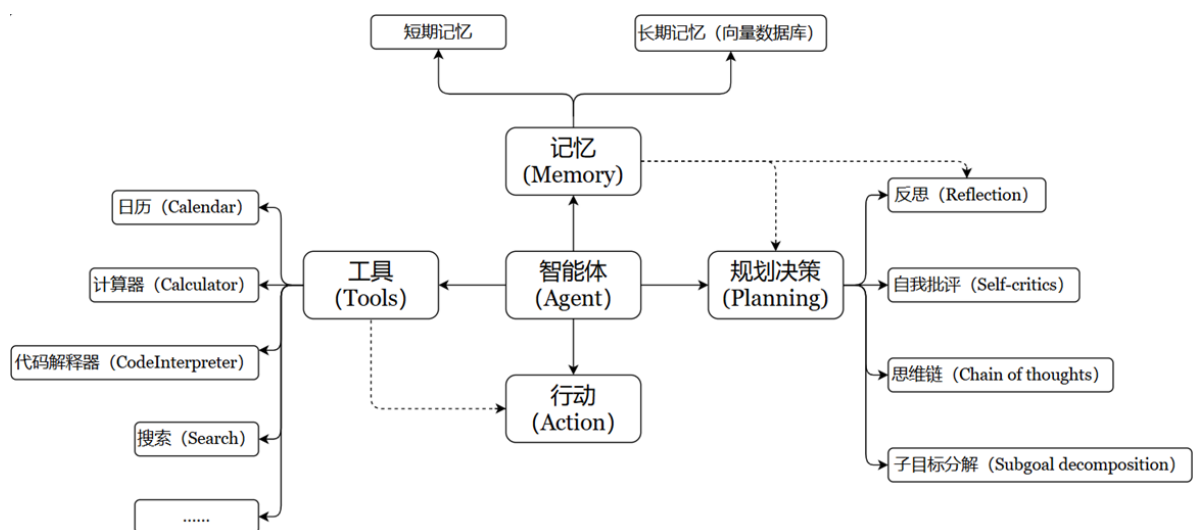 短期记忆
长期记忆（向量数据库）
记忆
(Memory)
日历（Calendar）
反思（Reflection）
工具
(Tools)
智能体
(Agent)
规划决策
(Planning)
计算器（Calculator）
自我批评（Self-critics）
代码解释器（CodeInterpreter）
思维链（Chain of thoughts）
行动
(Action)
搜索（Search）
子目标分解（Subgoal decomposition）
……